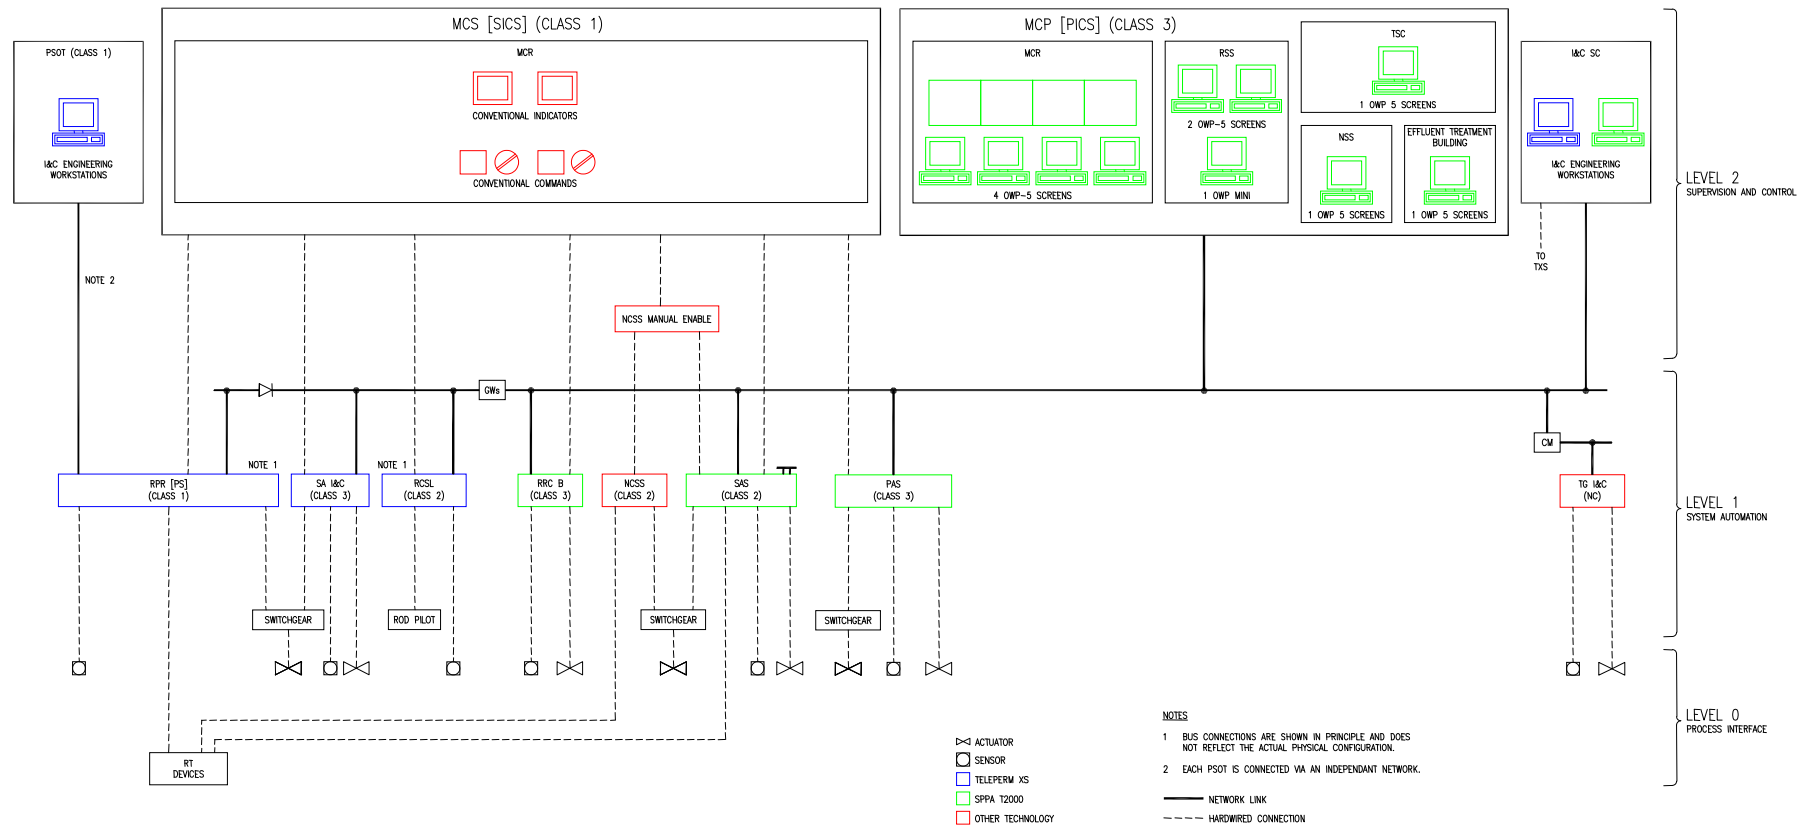 MCS [SICS] (CLASS 1)
MCP [PICS] (CLASS 3)
PSOT (CLASS 1)
I&C ENGINEERING
WORKSTATIONS
MCR
CONVENTIONAL INDICATORS
CONVENTIONAL COMMANDS
MCR
4 OWP-5 SCREENS
RSS
2 OWP-5 SCREENS
1 OWP MINI
TSC
1 OWP 5 SCREENS
NSS
1 OWP 5 SCREENS
EFFLUENT TREATMENT
BUILDING
1 OWP 5 SCREENS
I&C SC
I&C ENGINEERING
WORKSTATIONS
LEVEL 2
SUPERVISION AND CONTROL
NOTE 2
TO
TXS
NCSS MANUAL ENABLE
GWs
CM
NOTE 1
NOTE 1
RPR [PS]
(CLASS 1)
SA I&C
(CLASS 3)
RCSL
(CLASS 2)
RRC B
(CLASS 3)
NCSS
(CLASS 2)
SAS
(CLASS 2)
PAS
(CLASS 3)
TG I&C
(NC)
LEVEL 1
SYSTEM AUTOMATION
SWITCHGEAR
ROD PILOT
SWITCHGEAR
SWITCHGEAR
LEVEL 0
PROCESS INTERFACE
RT
DEVICES
ACTUATOR
SENSOR
TELEPERM XS
SPPA T2000
OTHER TECHNOLOGY
NOTES
1 BUS CONNECTIONS ARE SHOWN IN PRINCIPLE AND DOES
NOT REFLECT THE ACTUAL PHYSICAL CONFIGURATION.
2 EACH PSOT IS CONNECTED VIA AN INDEPENDANT NETWORK.
NETWORK LINK
HARDWIRED CONNECTION